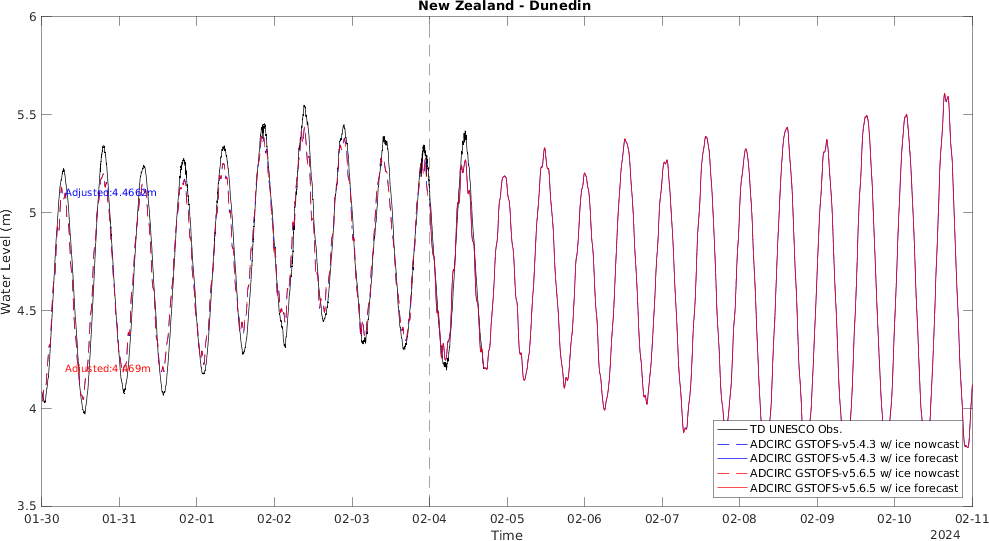 New Zealand - Dunedin
6
5.5
5
4.5
4
3.5
Water Level (m)
Adjusted:4.4662m
Adjusted:4.469m
TD UNESCO Obs.
ADCIRC GSTOFS-v5.4.3 w/ ice nowcast
ADCIRC GSTOFS-v5.4.3 w/ ice forecast
ADCIRC GSTOFS-v5.6.5 w/ ice nowcast
ADCIRC GSTOFS-v5.6.5 w/ ice forecast
01-30 01-31 02-01 02-02 02-03 02-04 02-05 02-06 02-07 02-08 02-09 02-10 02-11
Time
2024